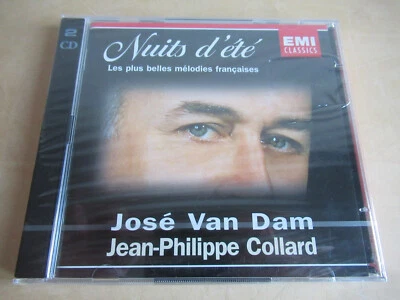 2
CD
Nuits d'été
Les plus belles mélodies françaises
EMI
CLASSICS
José Van Dam
Jean-Philippe Collard